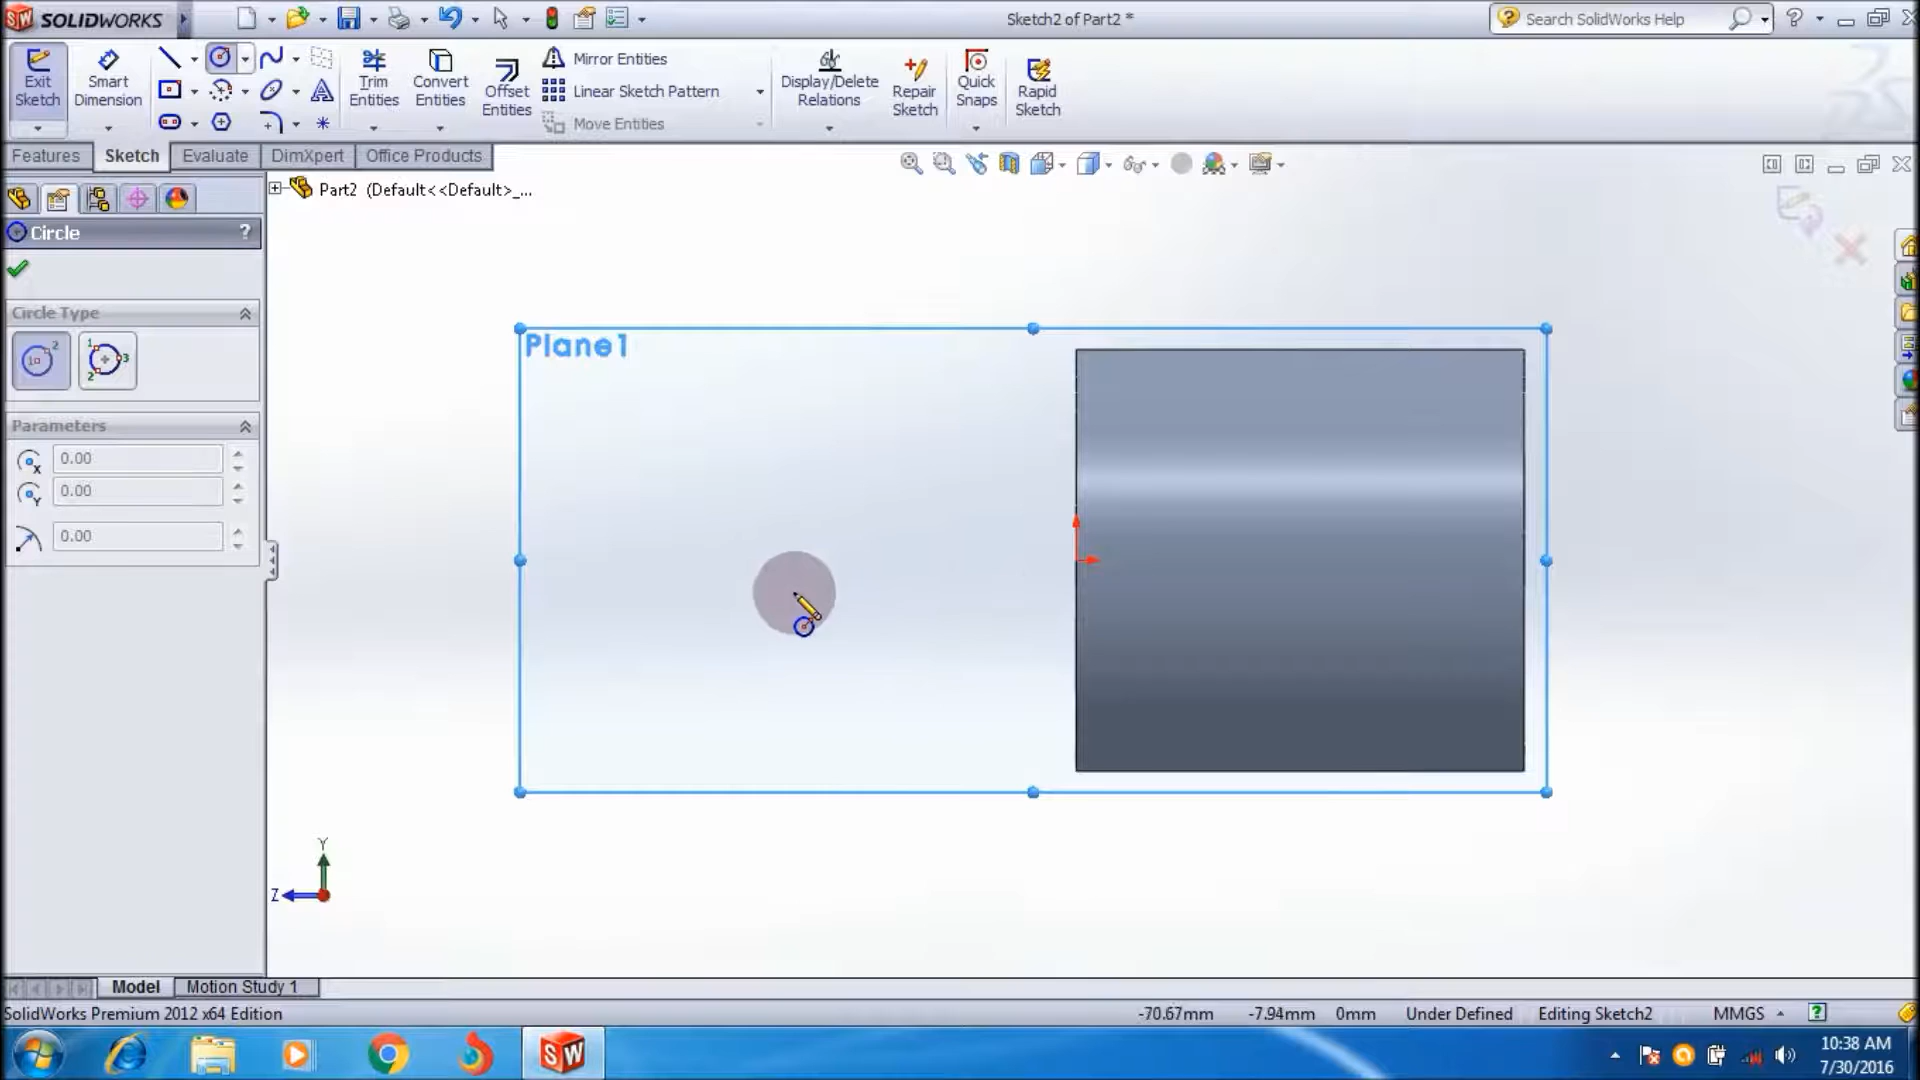 SOLIDWORKS
Sketch2 of Part2 *
Search SolidWorks Help
Exit Sketch
Smart Dimension
Trim Entities
Convert Entities
Offset Entities
Mirror Entities
Linear Sketch Pattern
Move Entities
Display/Delete Relations
Repair Sketch
Quick Snaps
Rapid Sketch
Features
Sketch
Evaluate
DimXpert
Office Products
Part2 (Default<<Default>_...
Circle
?
Circle Type
Parameters
0.00
0.00
0.00
Plane1
Y
Z
Model
Motion Study 1
SolidWorks Premium 2012 x64 Edition
-70.67mm
-7.94mm
0mm
Under Defined
Editing Sketch2
MMGS
10:38 AM
7/30/2016